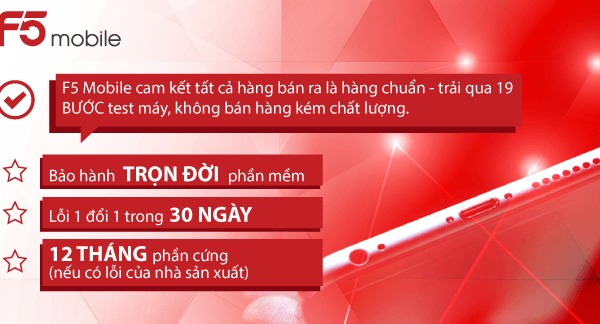 F5 mobile
F5 Mobile cam kết tất cả hàng bán ra là hàng chuẩn - trải qua 19
BƯỚC test máy, không bán hàng kém chất lượng.
Bảo hành TRỌN ĐỜI phần mềm
Lỗi 1 đổi 1 trong 30 NGÀY
12 THÁNG phần cứng
(nếu có lỗi của nhà sản xuất)